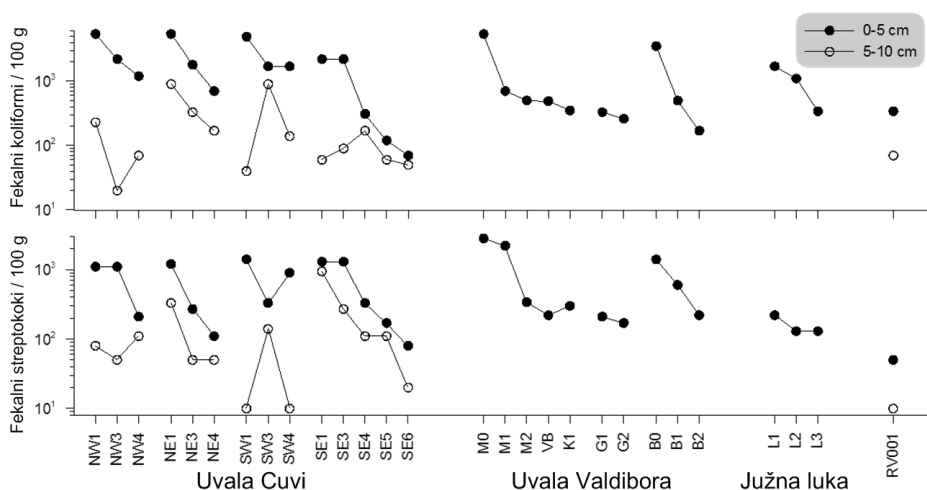 0-5 cm
5-10 cm
Fekalni koliformi / 100 g
10³
10²
10¹
Fekalni streptokoki / 100 g
10³
10²
10¹
NW1 NW3 NW4 NE1 NE3 NE4 SW1 SW3 SW4 SE1 SE3 SE4 SE5 SE6 M0 M1 M2 VB K1 G1 G2 B0 B1 B2 L1 L2 L3 RV001
Uvala Cuvi Uvala Valdibora Južna luka